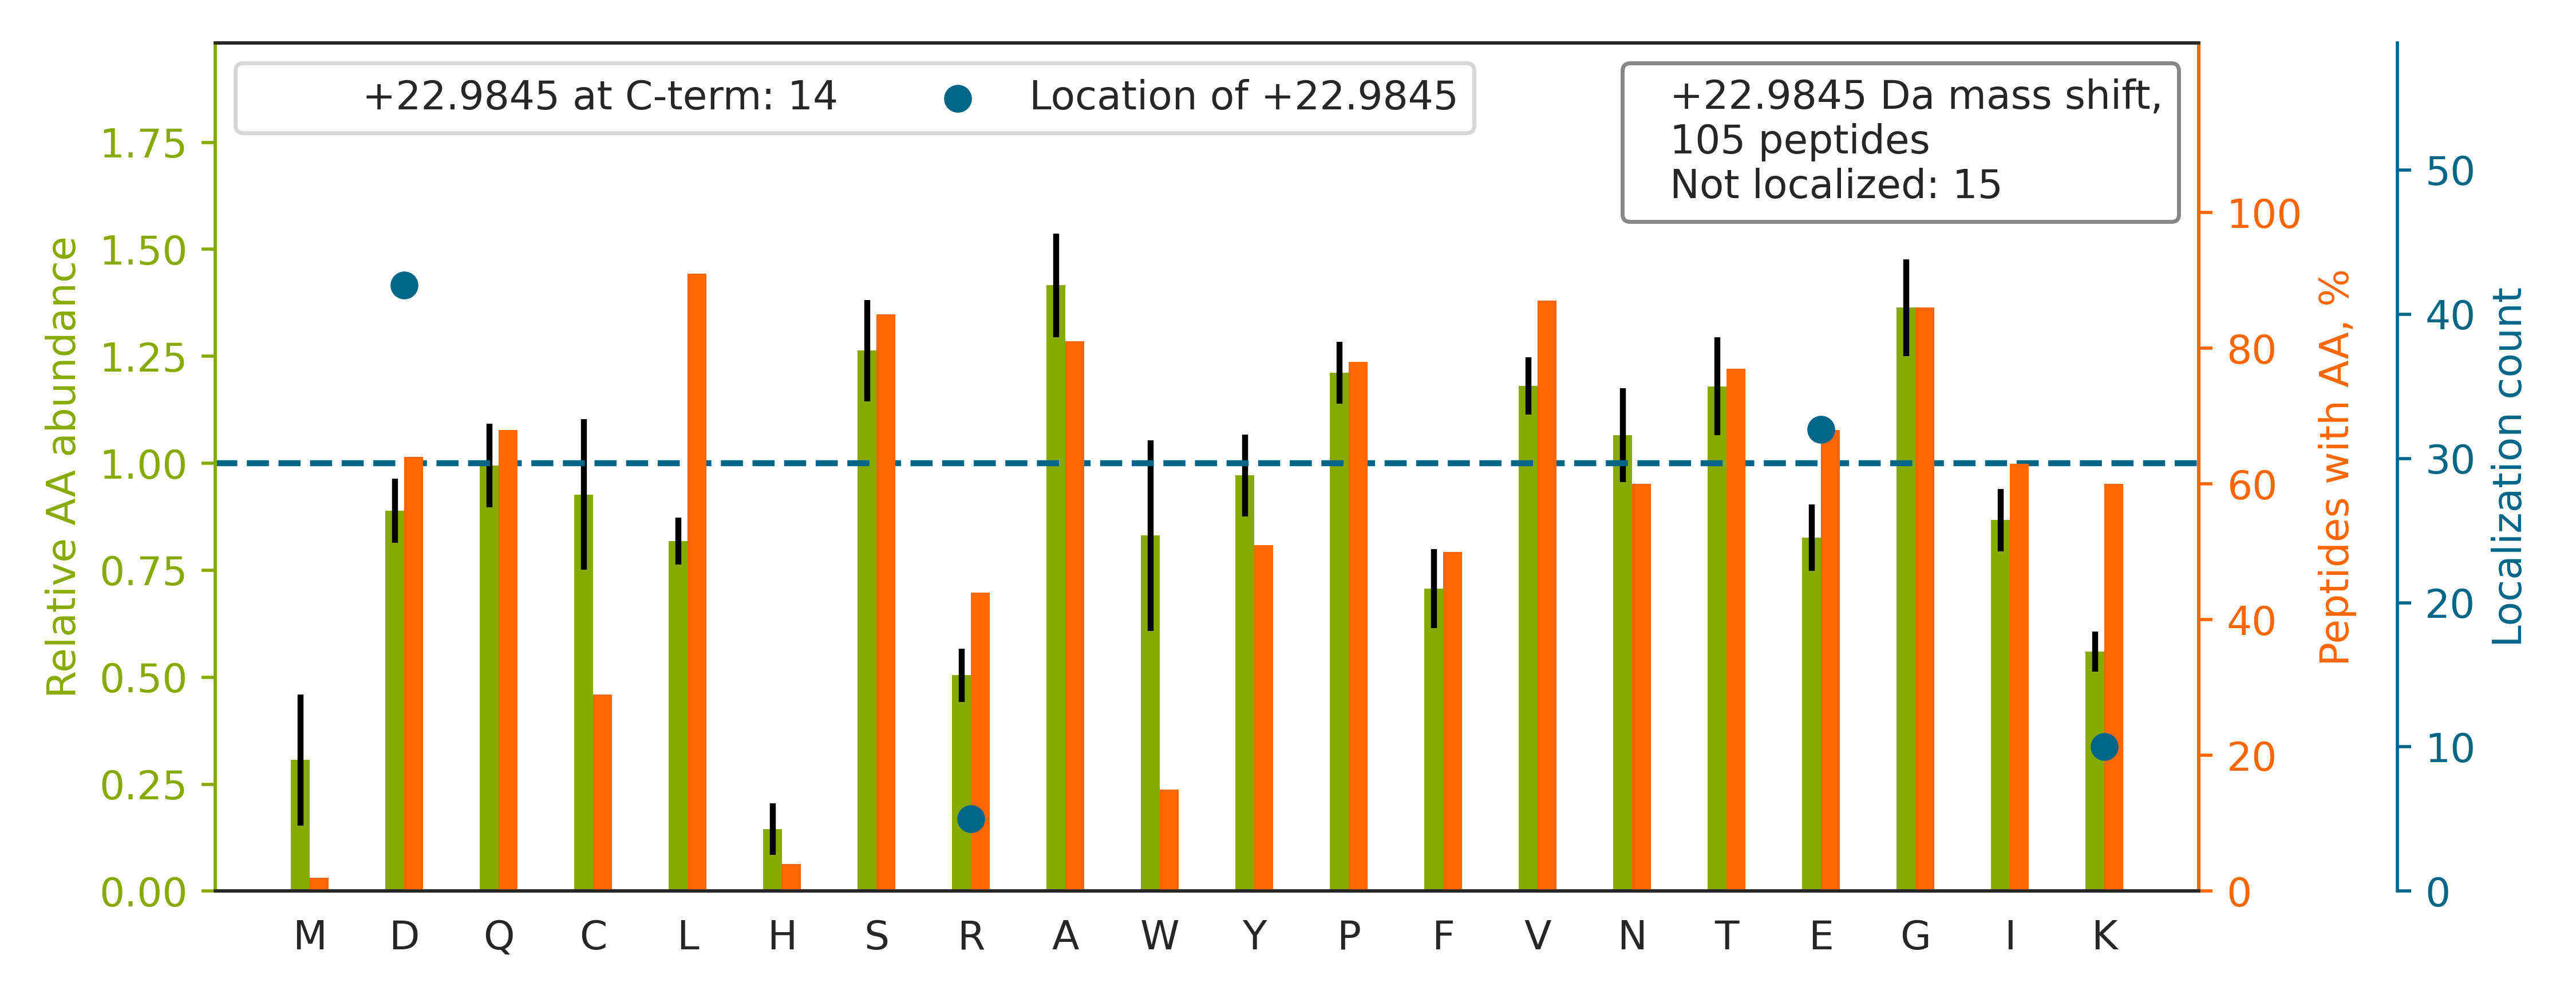 +22.9845 at C-term: 14
Location of +22.9845
+22.9845 Da mass shift,
105 peptides
Not localized: 15
Relative AA abundance
1.75
1.50
1.25
1.00
0.75
0.50
0.25
0.00
Peptides with AA, %
100
80
60
40
20
0
Localization count
50
40
30
20
10
0
M D Q C L H S R A W Y P F V N T E G I K